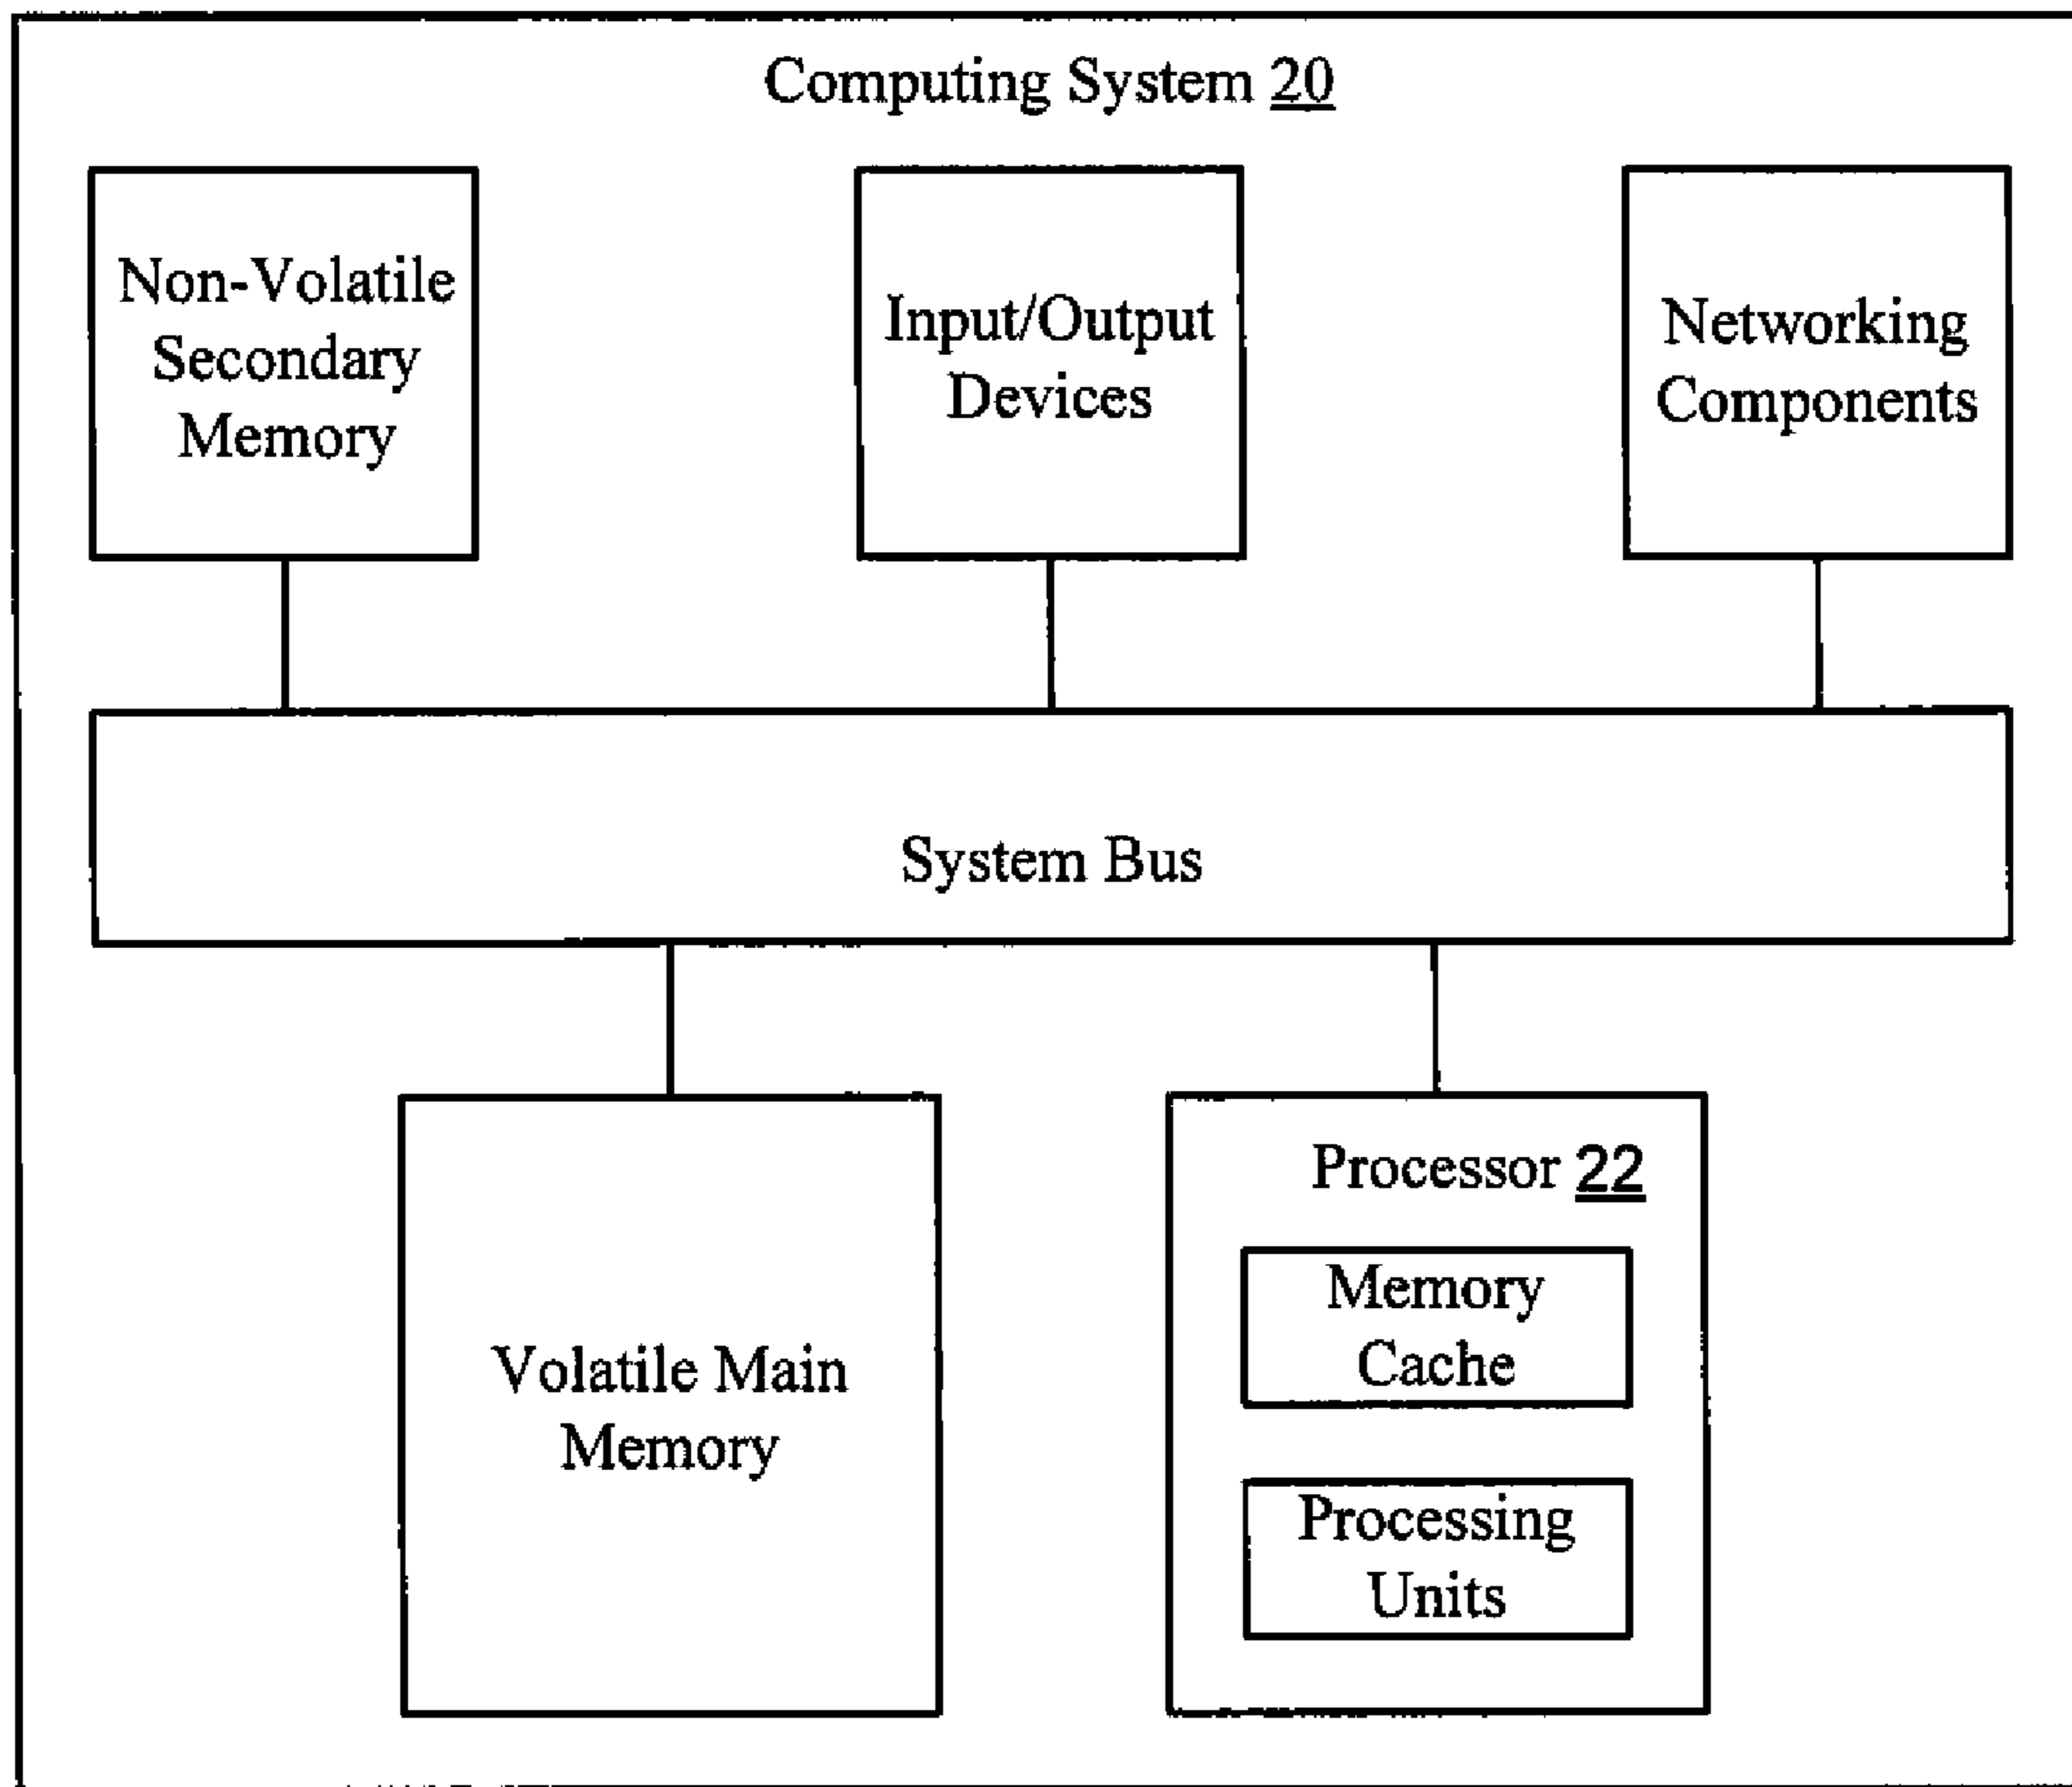 Computing System 20
Non-Volatile
Secondary
Memory
Input/Output
Devices
Networking
Components
System Bus
Volatile Main
Memory
Processor 22
Memory
Cache
Processing
Units